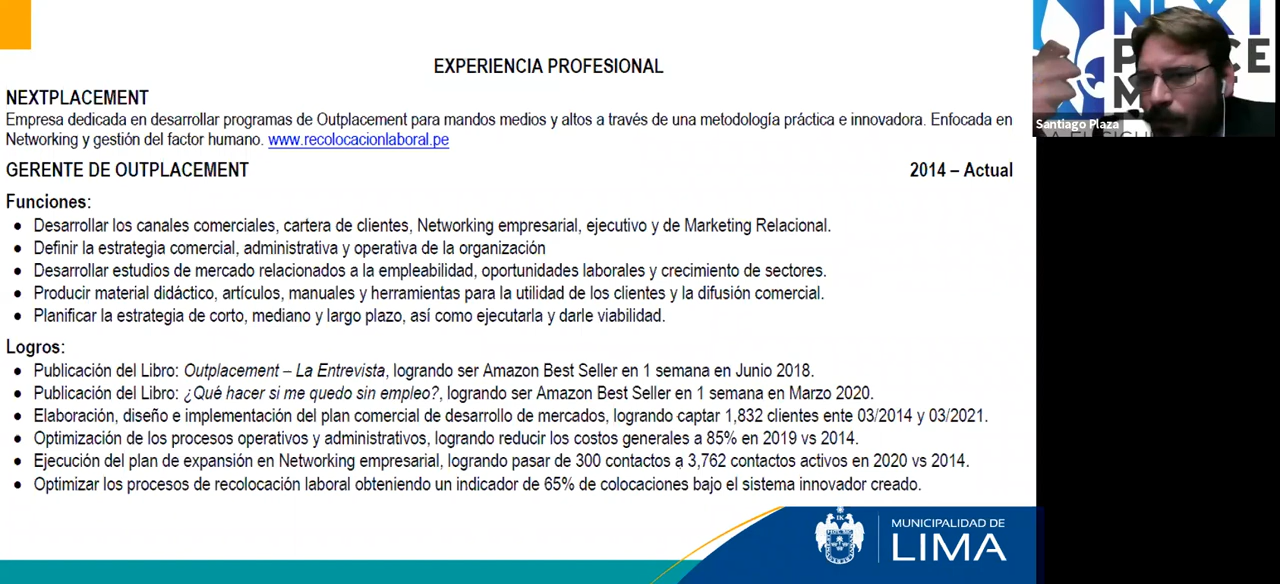 EXPERIENCIA PROFESIONAL
NEXTPLACEMENT
Empresa dedicada en desarrollar programas de Outplacement para mandos medios y altos a través de una metodología práctica e innovadora. Enfocada en
Networking y gestión del factor humano. www.recolocacionlaboral.pe
GERENTE DE OUTPLACEMENT 2014 – Actual
Funciones:
• Desarrollar los canales comerciales, cartera de clientes, Networking empresarial, ejecutivo y de Marketing Relacional.
• Definir la estrategia comercial, administrativa y operativa de la organización
• Desarrollar estudios de mercado relacionados a la empleabilidad, oportunidades laborales y crecimiento de sectores.
• Producir material didáctico, artículos, manuales y herramientas para la utilidad de los clientes y la difusión comercial.
• Planificar la estrategia de corto, mediano y largo plazo, así como ejecutarla y darle viabilidad.
Logros:
• Publicación del Libro: Outplacement – La Entrevista, logrando ser Amazon Best Seller en 1 semana en Junio 2018.
• Publicación del Libro: ¿Qué hacer si me quedo sin empleo?, logrando ser Amazon Best Seller en 1 semana en Marzo 2020.
• Elaboración, diseño e implementación del plan comercial de desarrollo de mercados, logrando captar 1,832 clientes ente 03/2014 y 03/2021.
• Optimización de los procesos operativos y administrativos, logrando reducir los costos generales a 85% en 2019 vs 2014.
• Ejecución del plan de expansión en Networking empresarial, logrando pasar de 300 contactos a 3,762 contactos activos en 2020 vs 2014.
• Optimizar los procesos de recolocación laboral obteniendo un indicador de 65% de colocaciones bajo el sistema innovador creado.
MUNICIPALIDAD DE
LIMA
NEXT
Santiago Plaza